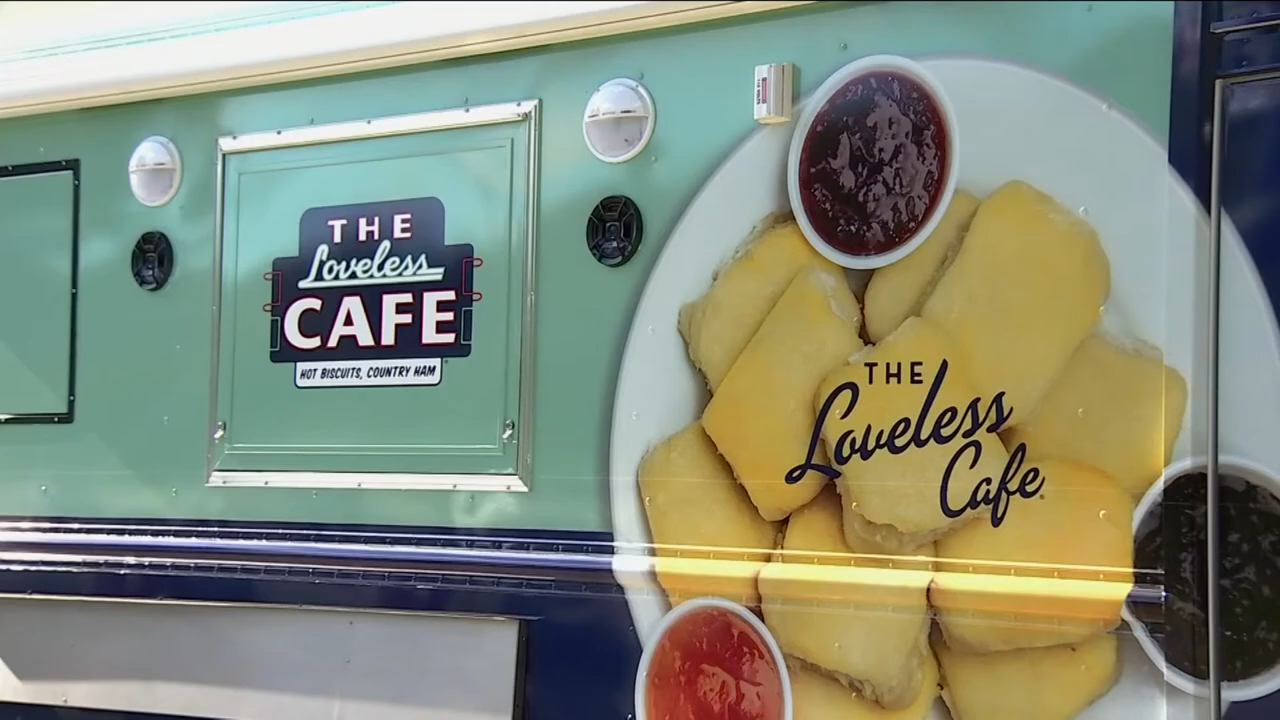 THE
Loveless
CAFE
HOT BISCUITS, COUNTRY HAM
THE
Loveless
Cafe